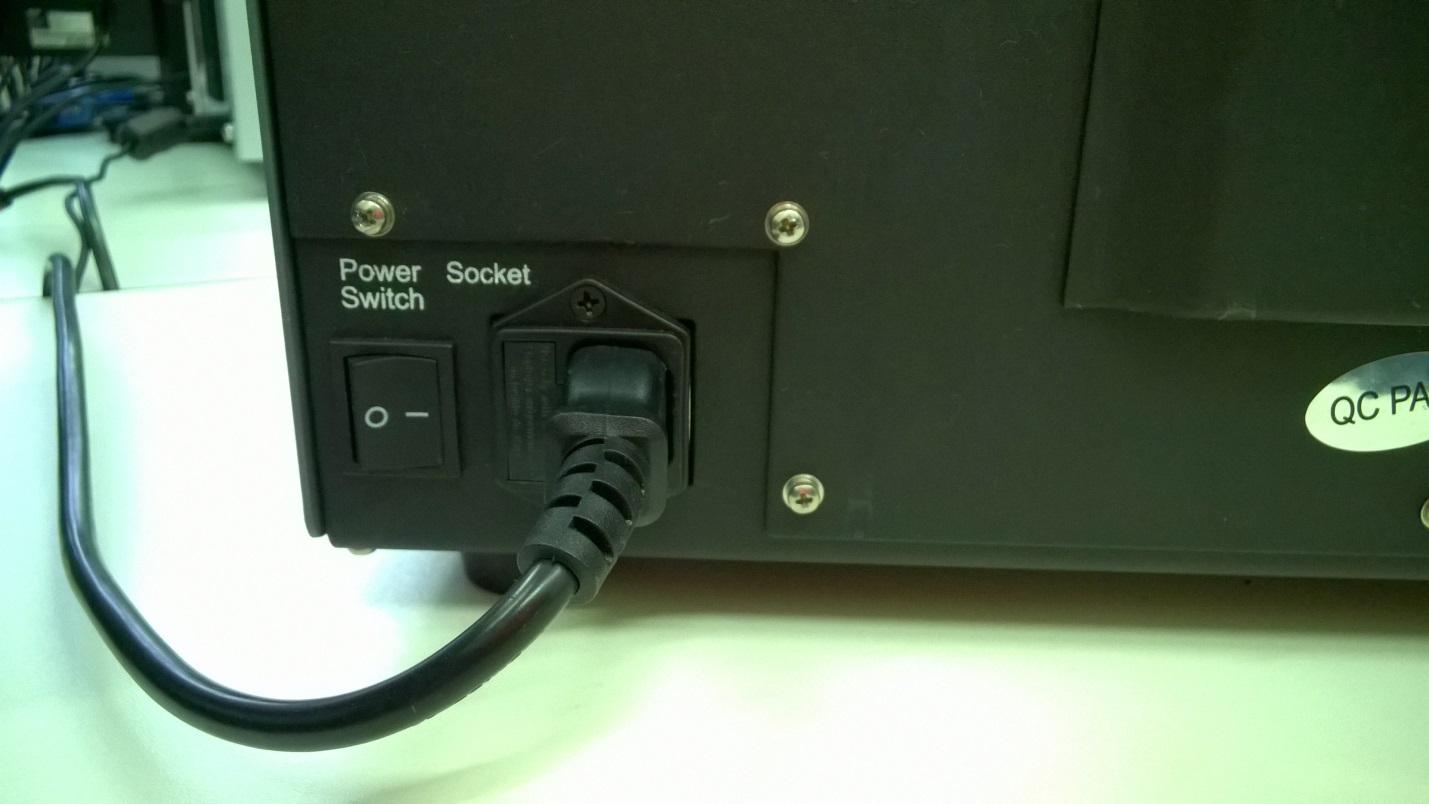 Power
Switch
Socket
O I
QC PA